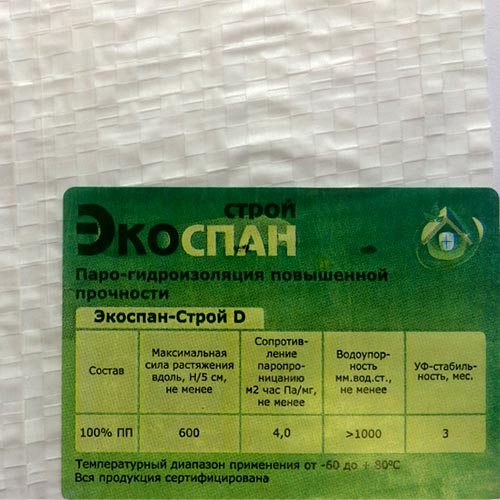 строй
Экоспан
Паро-гидроизоляция повышенной
прочности
Экоспан-Строй D
Состав
Максимальная
сила растяжения
вдоль, Н/5 см,
не менее
Сопротив-
ление
паропро-
ницанию
м2 час Па/мг,
не менее
Водоупор-
ность
мм.вод.ст.,
не менее
УФ-стабиль-
ность, мес.
100% ПП
600
4,0
>1000
3
Температурный диапазон применения от -60 до + 80°С
Вся продукция сертифицирована